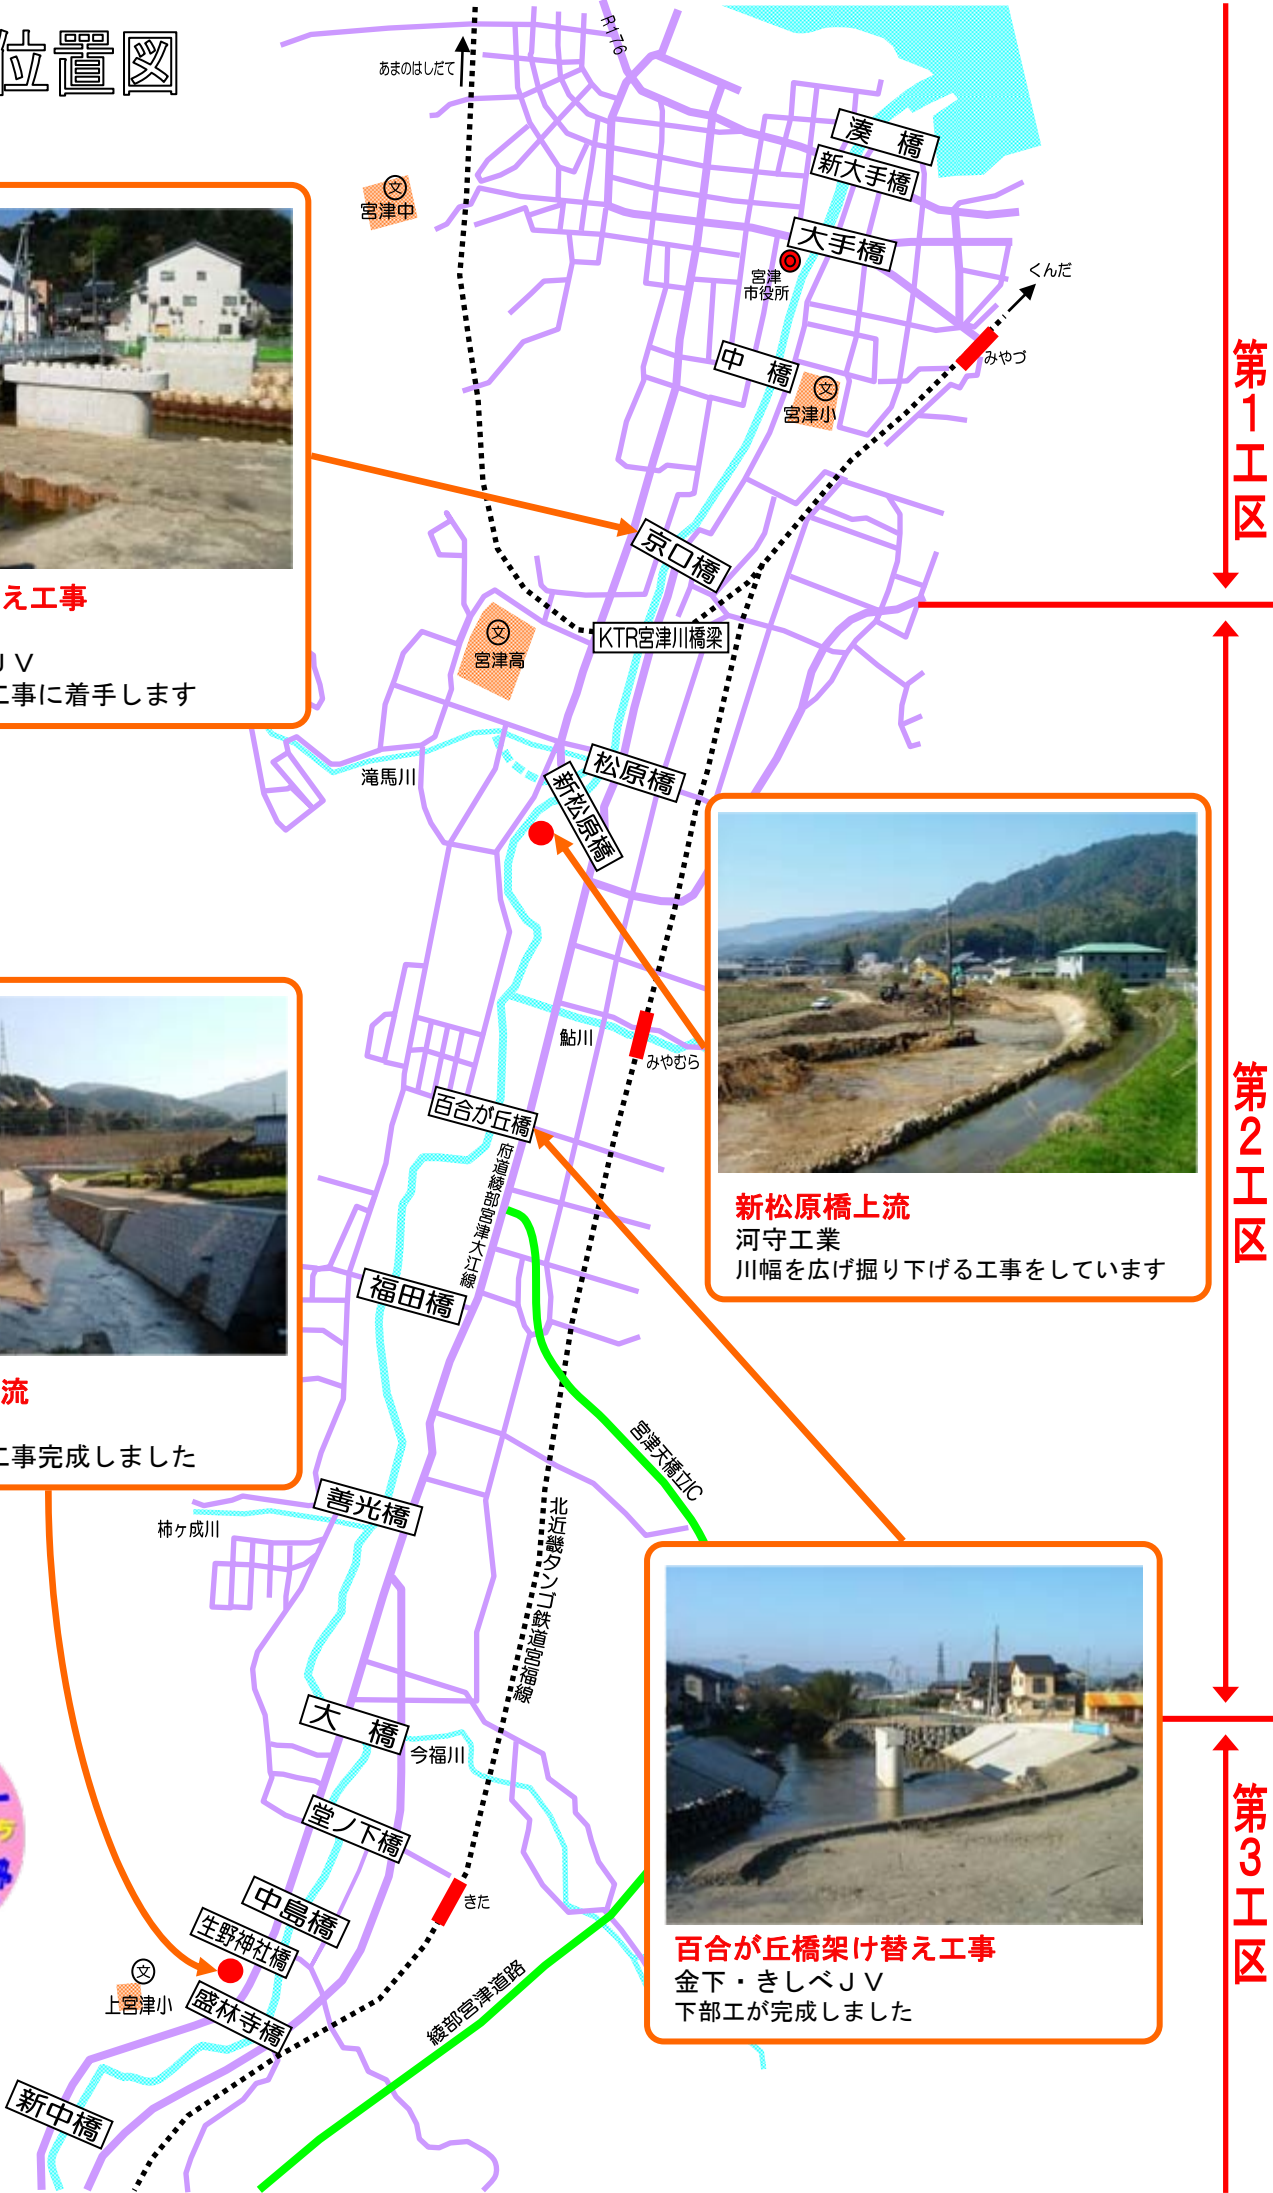 位置図
あまのはしだて
R176
湊橋
新大手橋
大手橋
宮津中
文
宮津
市役所
くんだ
みやづ
中橋
文
宮津小
第1工区
京口橋
え工事
JV
工事に着手します
KTR宮津川橋梁
文
宮津高
滝馬川
松原橋
新松原橋
鮎川
みやむら
百合が丘橋
府道綾部宮津大江線
新松原橋上流
河守工業
川幅を広げ掘り下げる工事をしています
第2工区
福田橋
流
工事完成しました
宮津天橋立IC
善光橋
柿ヶ成川
北近畿タンゴ鉄道宮福線
大橋
今福川
堂ノ下橋
きた
中島橋
生野神社橋
文
上宮津小
盛林寺橋
綾部宮津道路
新中橋
百合が丘橋架け替え工事
金下・きしべJV
下部工が完成しました
第3工区